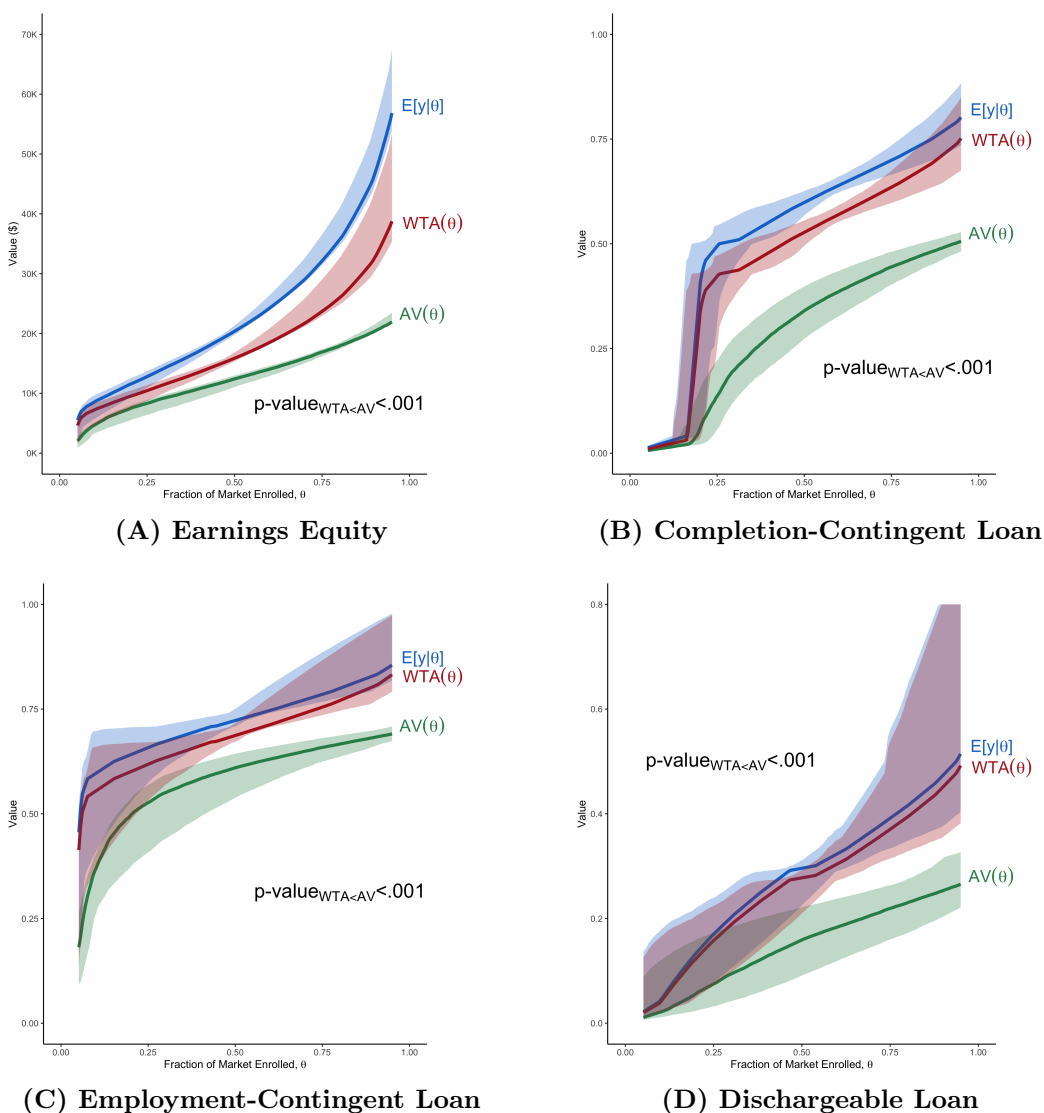 70K
60K
50K
40K
30K
20K
10K
0K
Value ($)
E[y|θ]
WTA(θ)
AV(θ)
p-valueWTA<AV<.001
0.00 0.25 0.50 0.75 1.00
Fraction of Market Enrolled, θ
(A) Earnings Equity
1.00
0.75
0.50
0.25
0.00
Value
E[y|θ]
WTA(θ)
AV(θ)
p-valueWTA<AV<.001
0.00 0.25 0.50 0.75 1.00
Fraction of Market Enrolled, θ
(B) Completion-Contingent Loan
1.00
0.75
0.50
0.25
0.00
Value
E[y|θ]
WTA(θ)
AV(θ)
p-valueWTA<AV<.001
0.00 0.25 0.50 0.75 1.00
Fraction of Market Enrolled, θ
(C) Employment-Contingent Loan
0.8
0.6
0.4
0.2
0.0
Value
p-valueWTA<AV<.001
E[y|θ]
WTA(θ)
AV(θ)
0.00 0.25 0.50 0.75 1.00
Fraction of Market Enrolled, θ
(D) Dischargeable Loan